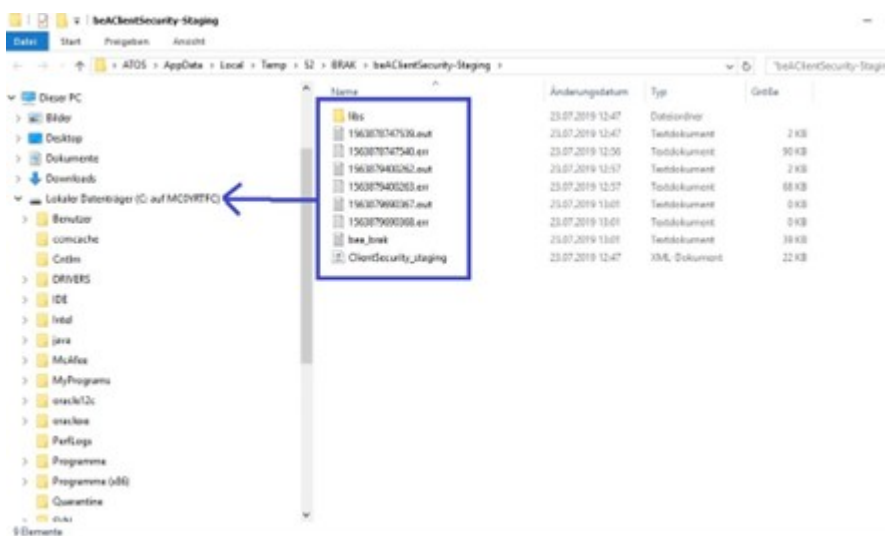 beAClientSecurity-Staging
Datei Start Freigeben Ansicht
ATOS › AppData › Local › Temp › S2 › BRAK › beAClientSecurity-Staging ›
Name Änderungsdatum Typ Größe
Dieser PC
Bilder
Desktop
Dokumente
Downloads
Lokaler Datenträger (C: auf
Benutzer
comcache
Cntlm
DRIVERS
IDE
Intel
java
McAfee
MyPrograms
oracle12c
PerfLogs
Programme
Programme (x86)
Quarantine
libs 23.07.2019 12:47 Dateiordner
1563878747539.out 23.07.2019 12:47 Textdokument 2 KB
1563878747540.err 23.07.2019 12:56 Textdokument 90 KB
1563879400262.out 23.07.2019 12:57 Textdokument 2 KB
1563879400263.err 23.07.2019 12:57 Textdokument 68 KB
1563879690367.out 23.07.2019 13:01 Textdokument 0 KB
1563879690368.err 23.07.2019 13:01 Textdokument 0 KB
bea_brak 23.07.2019 13:01 Textdokument 39 KB
ClientSecurity_staging 23.07.2019 12:47 XML-Dokument 22 KB
9 Elemente